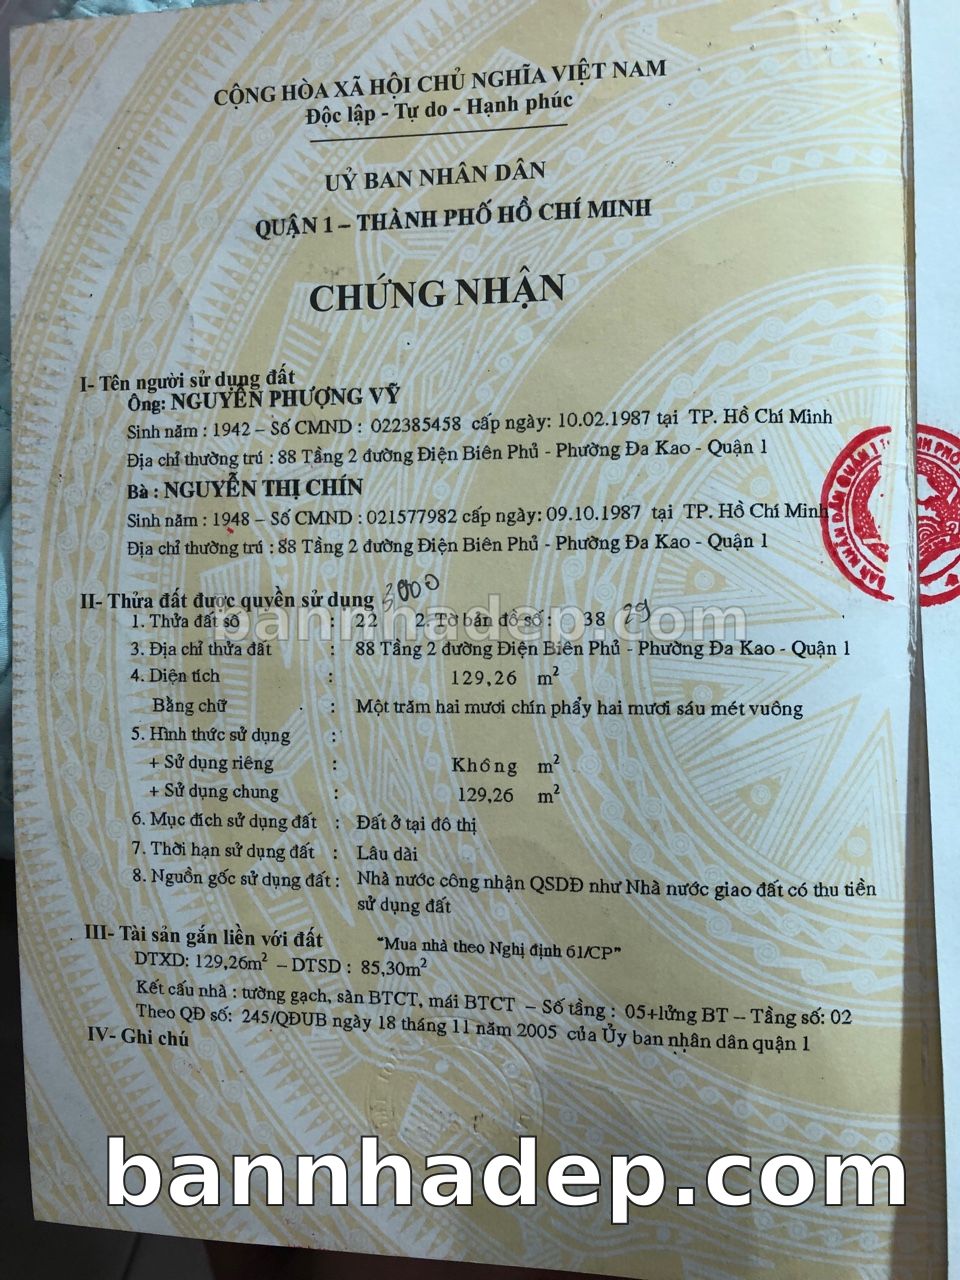 CỘNG HÒA XÃ HỘI CHỦ NGHĨA VIỆT NAM
Độc lập - Tự do - Hạnh phúc
UỶ BAN NHÂN DÂN
QUẬN 1 – THÀNH PHỐ HỒ CHÍ MINH
CHỨNG NHẬN
I- Tên người sử dụng đất
Ông: NGUYỄN PHƯỢNG VỸ
Sinh năm : 1942 – Số CMND : 022385458 cấp ngày: 10.02.1987 tại TP. Hồ Chí Minh
Địa chỉ thường trú : 88 Tầng 2 đường Điện Biên Phủ - Phường Đa Kao - Quận 1
Bà : NGUYỄN THỊ CHÍN
Sinh năm : 1948 – Số CMND : 021577982 cấp ngày: 09.10.1987 tại TP. Hồ Chí Minh
Địa chỉ thường trú : 88 Tầng 2 đường Điện Biên Phủ - Phường Đa Kao - Quận 1
II- Thửa đất được quyền sử dụng
1. Thửa đất số : 22 2. Tờ bản đồ số : 38 29
bannhadep.com
3. Địa chỉ thửa đất : 88 Tầng 2 đường Điện Biên Phủ - Phường Đa Kao - Quận 1
4. Diện tích : 129,26 m²
Bằng chữ : Một trăm hai mươi chín phẩy hai mươi sáu mét vuông
5. Hình thức sử dụng :
+ Sử dụng riêng : Không m²
+ Sử dụng chung : 129,26 m²
6. Mục đích sử dụng đất : Đất ở tại đô thị
7. Thời hạn sử dụng đất : Lâu dài
8. Nguồn gốc sử dụng đất : Nhà nước công nhận QSDĐ như Nhà nước giao đất có thu tiền
sử dụng đất
III- Tài sản gắn liền với đất "Mua nhà theo Nghị định 61/CP"
DTXD: 129,26m² – DTSD : 85,30m²
Kết cấu nhà : tường gạch, sàn BTCT, mái BTCT – Số tầng : 05+lửng BT – Tầng số: 02
Theo QĐ số: 245/QĐUB ngày 18 tháng 11 năm 2005 của Ủy ban nhân dân quận 1
IV- Ghi chú
bannhadep.com